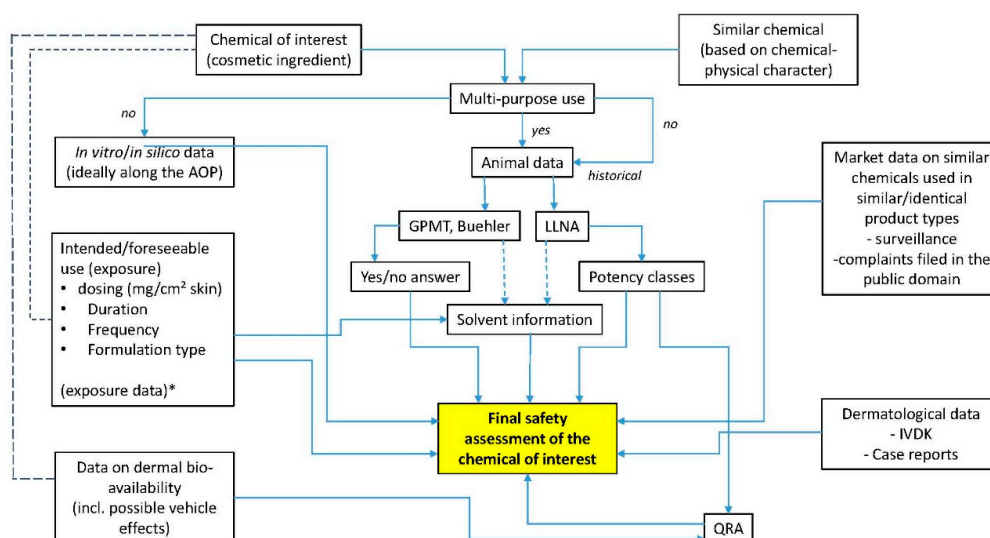 Chemical of interest
(cosmetic ingredient)
Similar chemical
(based on chemical-
physical character)
Multi-purpose use
no
yes
no
In vitro/in silico data
(ideally along the AOP)
Animal data
historical
Market data on similar
chemicals used in
similar/identical
product types
- surveillance
-complaints filed in the
public domain
GPMT, Buehler
LLNA
Intended/foreseeable
use (exposure)
• dosing (mg/cm² skin)
• Duration
• Frequency
• Formulation type
(exposure data)*
Yes/no answer
Potency classes
Solvent information
Final safety
assessment of the
chemical of interest
Dermatological data
- IVDK
- Case reports
Data on dermal bio-
availability
(incl. possible vehicle
effects)
QRA